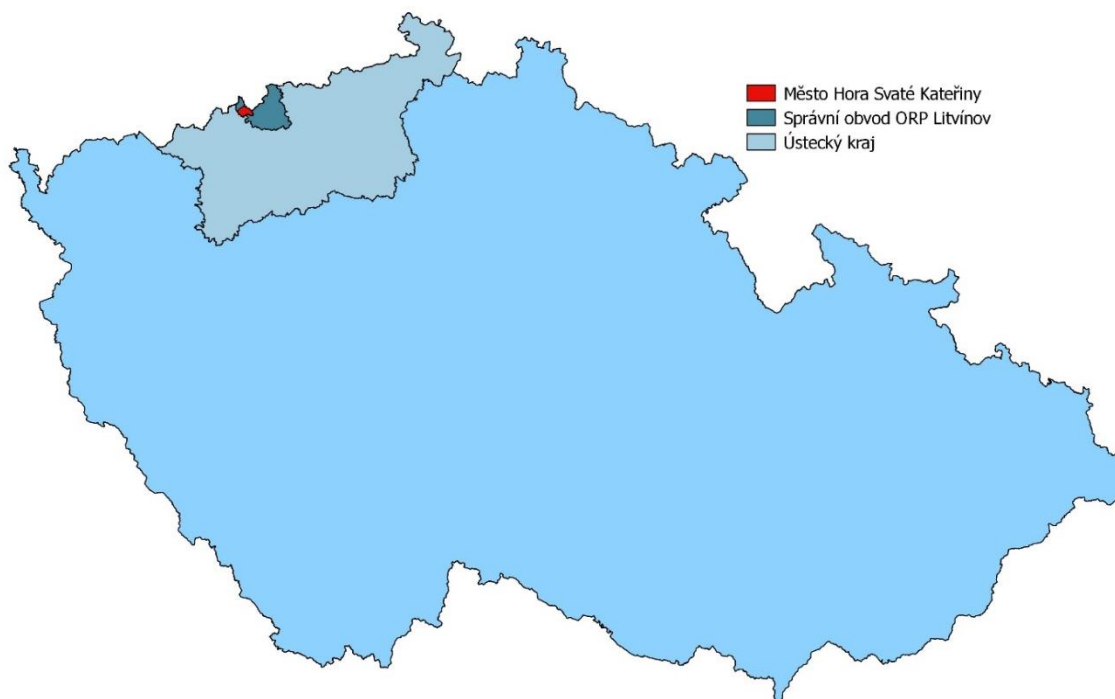 Město Hora Svaté Kateřiny
Správní obvod ORP Litvínov
Ústecký kraj